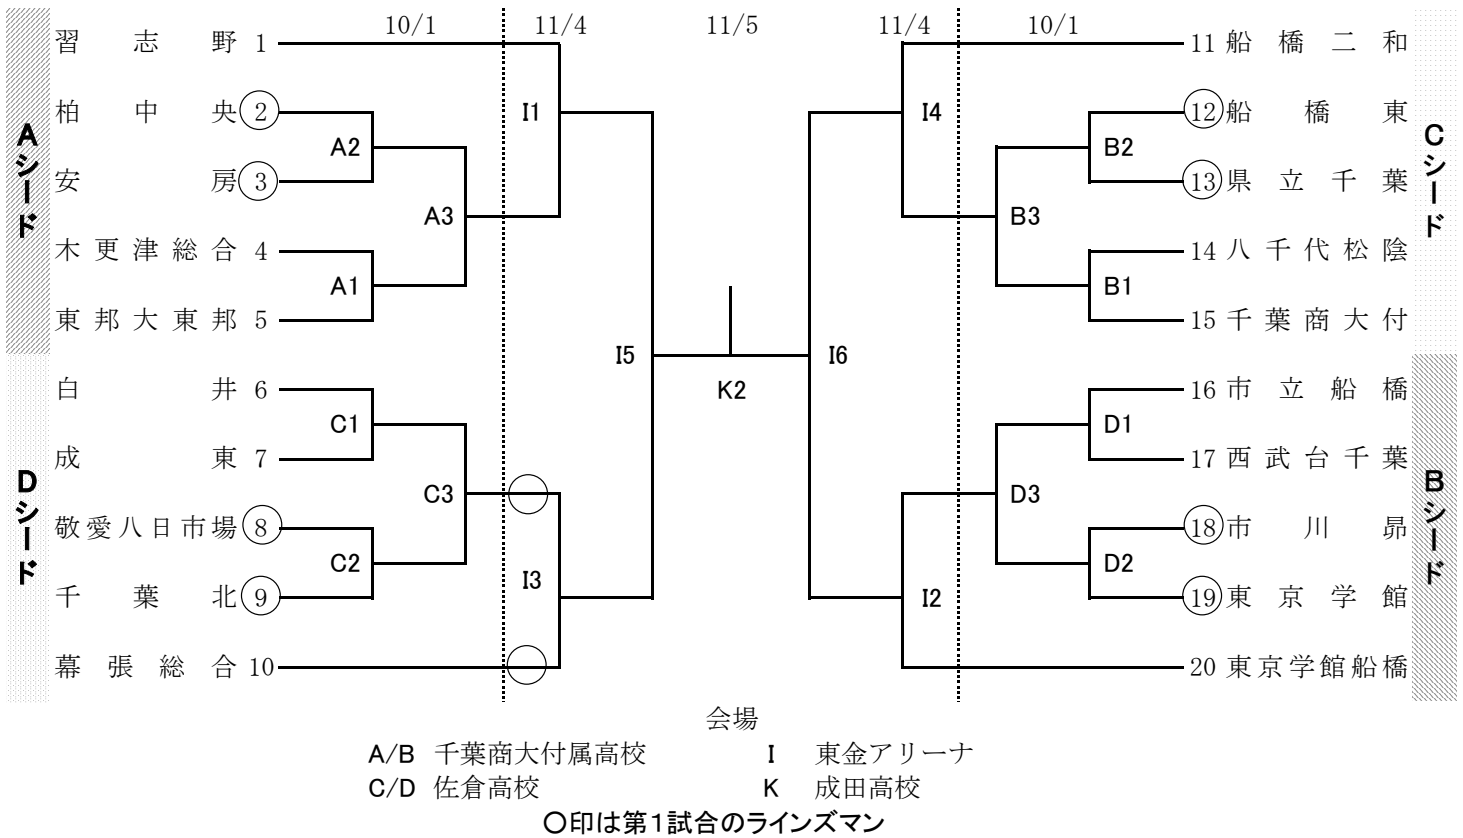 10/1 11/4 11/5 11/4 10/1
習志野 1 11 船橋二和
柏中央 2 I1 I4 12 船橋東
A2 B2
安房 3 13 県立千葉
A3 B3
木更津総合 4 14 八千代松陰
A1 B1
東邦大東邦 5 15 千葉商大付
I5 I6
白井 6 K2 16 市立船橋
C1 D1
成東 7 17 西武台千葉
C3 D3
敬愛八日市場 8 18 市川昴
C2 D2
千葉北 9 I3 I2 19 東京学館
幕張総合 10 20 東京学館船橋
Aシード
Dシード
Cシード
Bシード
会場
A/B 千葉商大付属高校 I 東金アリーナ
C/D 佐倉高校 K 成田高校
〇印は第1試合のラインズマン